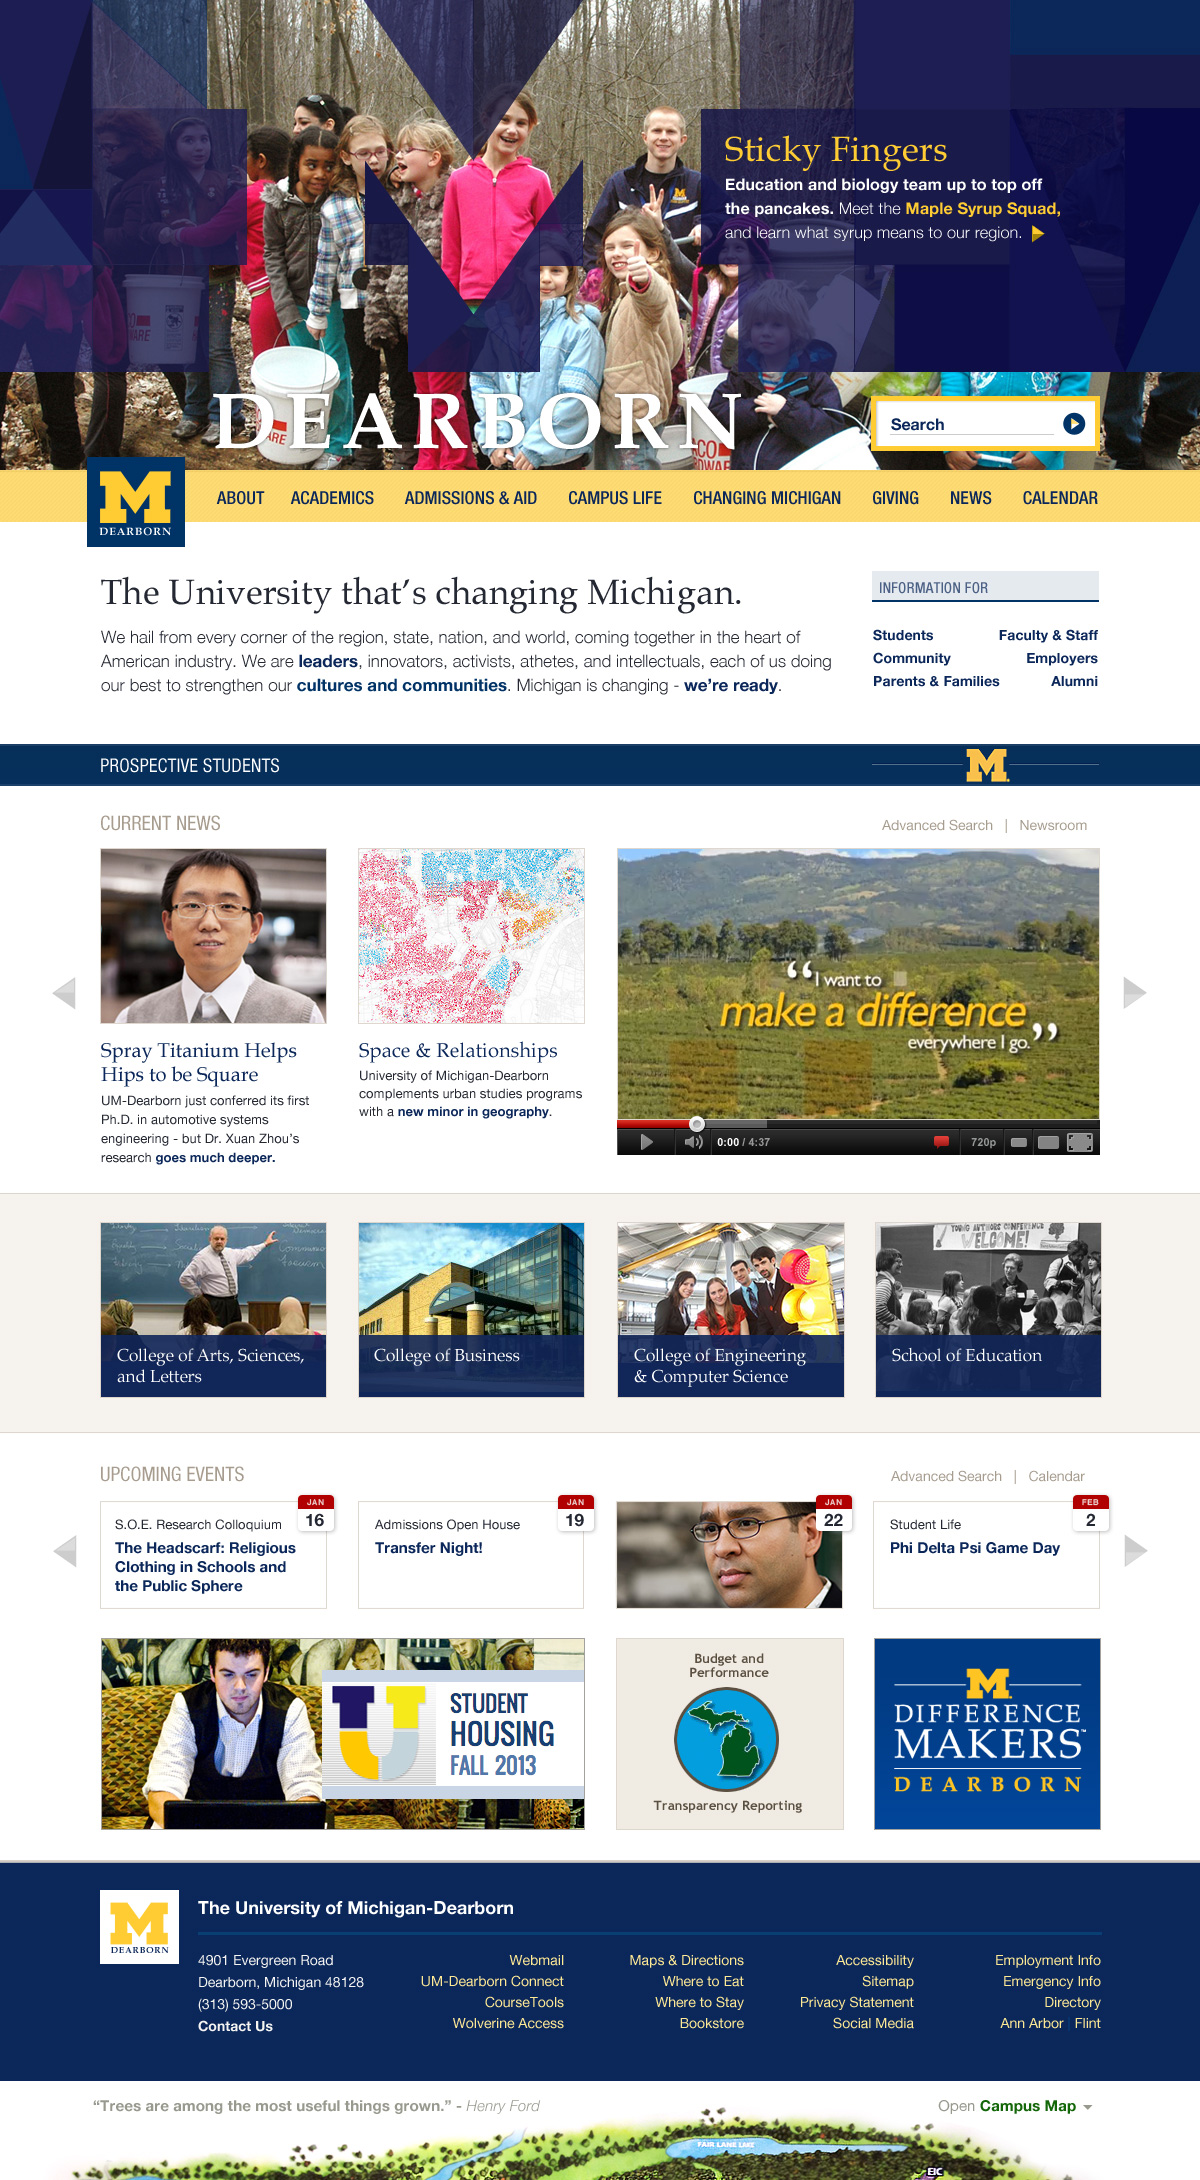 Sticky Fingers
Education and biology team up to top off
the pancakes. Meet the Maple Syrup Squad,
and learn what syrup means to our region.
DEARBORN
Search
M
DEARBORN
ABOUT ACADEMICS ADMISSIONS & AID CAMPUS LIFE CHANGING MICHIGAN GIVING NEWS CALENDAR
The University that's changing Michigan.
We hail from every corner of the region, state, nation, and world, coming together in the heart of
American industry. We are leaders, innovators, activists, athetes, and intellectuals, each of us doing
our best to strengthen our cultures and communities. Michigan is changing - we're ready.
INFORMATION FOR
Students Faculty & Staff
Community Employers
Parents & Families Alumni
PROSPECTIVE STUDENTS
M
CURRENT NEWS
Advanced Search | Newsroom
Spray Titanium Helps
Hips to be Square
UM-Dearborn just conferred its first
Ph.D. in automotive systems
engineering - but Dr. Xuan Zhou's
research goes much deeper.
Space & Relationships
University of Michigan-Dearborn
complements urban studies programs
with a new minor in geography.
“I want to
make a difference
everywhere I go.”
0:00 / 4:37
720p
YOUNG AUTHORS CONFERENCE
WELCOME!
College of Arts, Sciences,
and Letters
College of Business
College of Engineering
& Computer Science
School of Education
UPCOMING EVENTS
Advanced Search | Calendar
JAN
16
S.O.E. Research Colloquium
The Headscarf: Religious
Clothing in Schools and
the Public Sphere
JAN
19
Admissions Open House
Transfer Night!
JAN
22
FEB
2
Student Life
Phi Delta Psi Game Day
U
STUDENT
HOUSING
FALL 2013
Budget and
Performance
Transparency Reporting
M
DIFFERENCE
MAKERS™
DEARBORN
M
DEARBORN
The University of Michigan-Dearborn
4901 Evergreen Road
Dearborn, Michigan 48128
(313) 593-5000
Contact Us
Webmail
UM-Dearborn Connect
CourseTools
Wolverine Access
Maps & Directions
Where to Eat
Where to Stay
Bookstore
Accessibility
Sitemap
Privacy Statement
Social Media
Employment Info
Emergency Info
Directory
Ann Arbor | Flint
“Trees are among the most useful things grown.” - Henry Ford
Open Campus Map
FAIR LANE LAKE
EIC